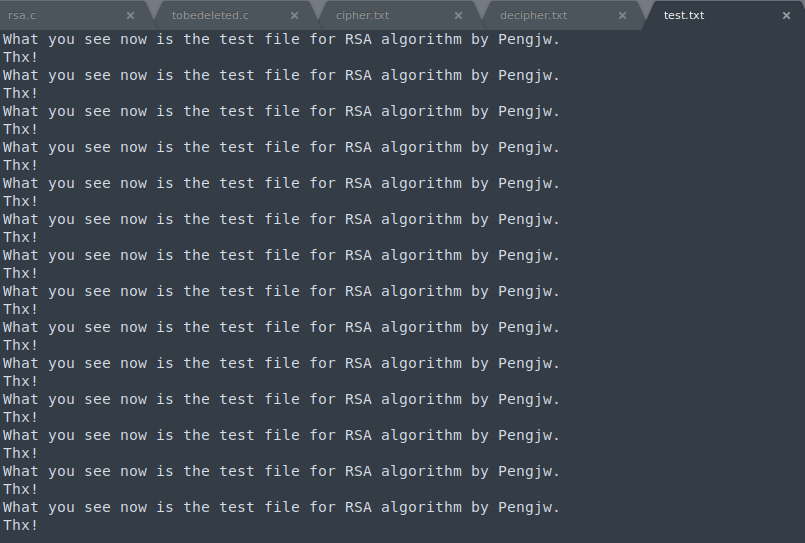 rsa.c × tobedeleted.c × cipher.txt × decipher.txt × test.txt ×
What you see now is the test file for RSA algorithm by Pengjw.
Thx!
What you see now is the test file for RSA algorithm by Pengjw.
Thx!
What you see now is the test file for RSA algorithm by Pengjw.
Thx!
What you see now is the test file for RSA algorithm by Pengjw.
Thx!
What you see now is the test file for RSA algorithm by Pengjw.
Thx!
What you see now is the test file for RSA algorithm by Pengjw.
Thx!
What you see now is the test file for RSA algorithm by Pengjw.
Thx!
What you see now is the test file for RSA algorithm by Pengjw.
Thx!
What you see now is the test file for RSA algorithm by Pengjw.
Thx!
What you see now is the test file for RSA algorithm by Pengjw.
Thx!
What you see now is the test file for RSA algorithm by Pengjw.
Thx!
What you see now is the test file for RSA algorithm by Pengjw.
Thx!
What you see now is the test file for RSA algorithm by Pengjw.
Thx!
What you see now is the test file for RSA algorithm by Pengjw.
Thx!